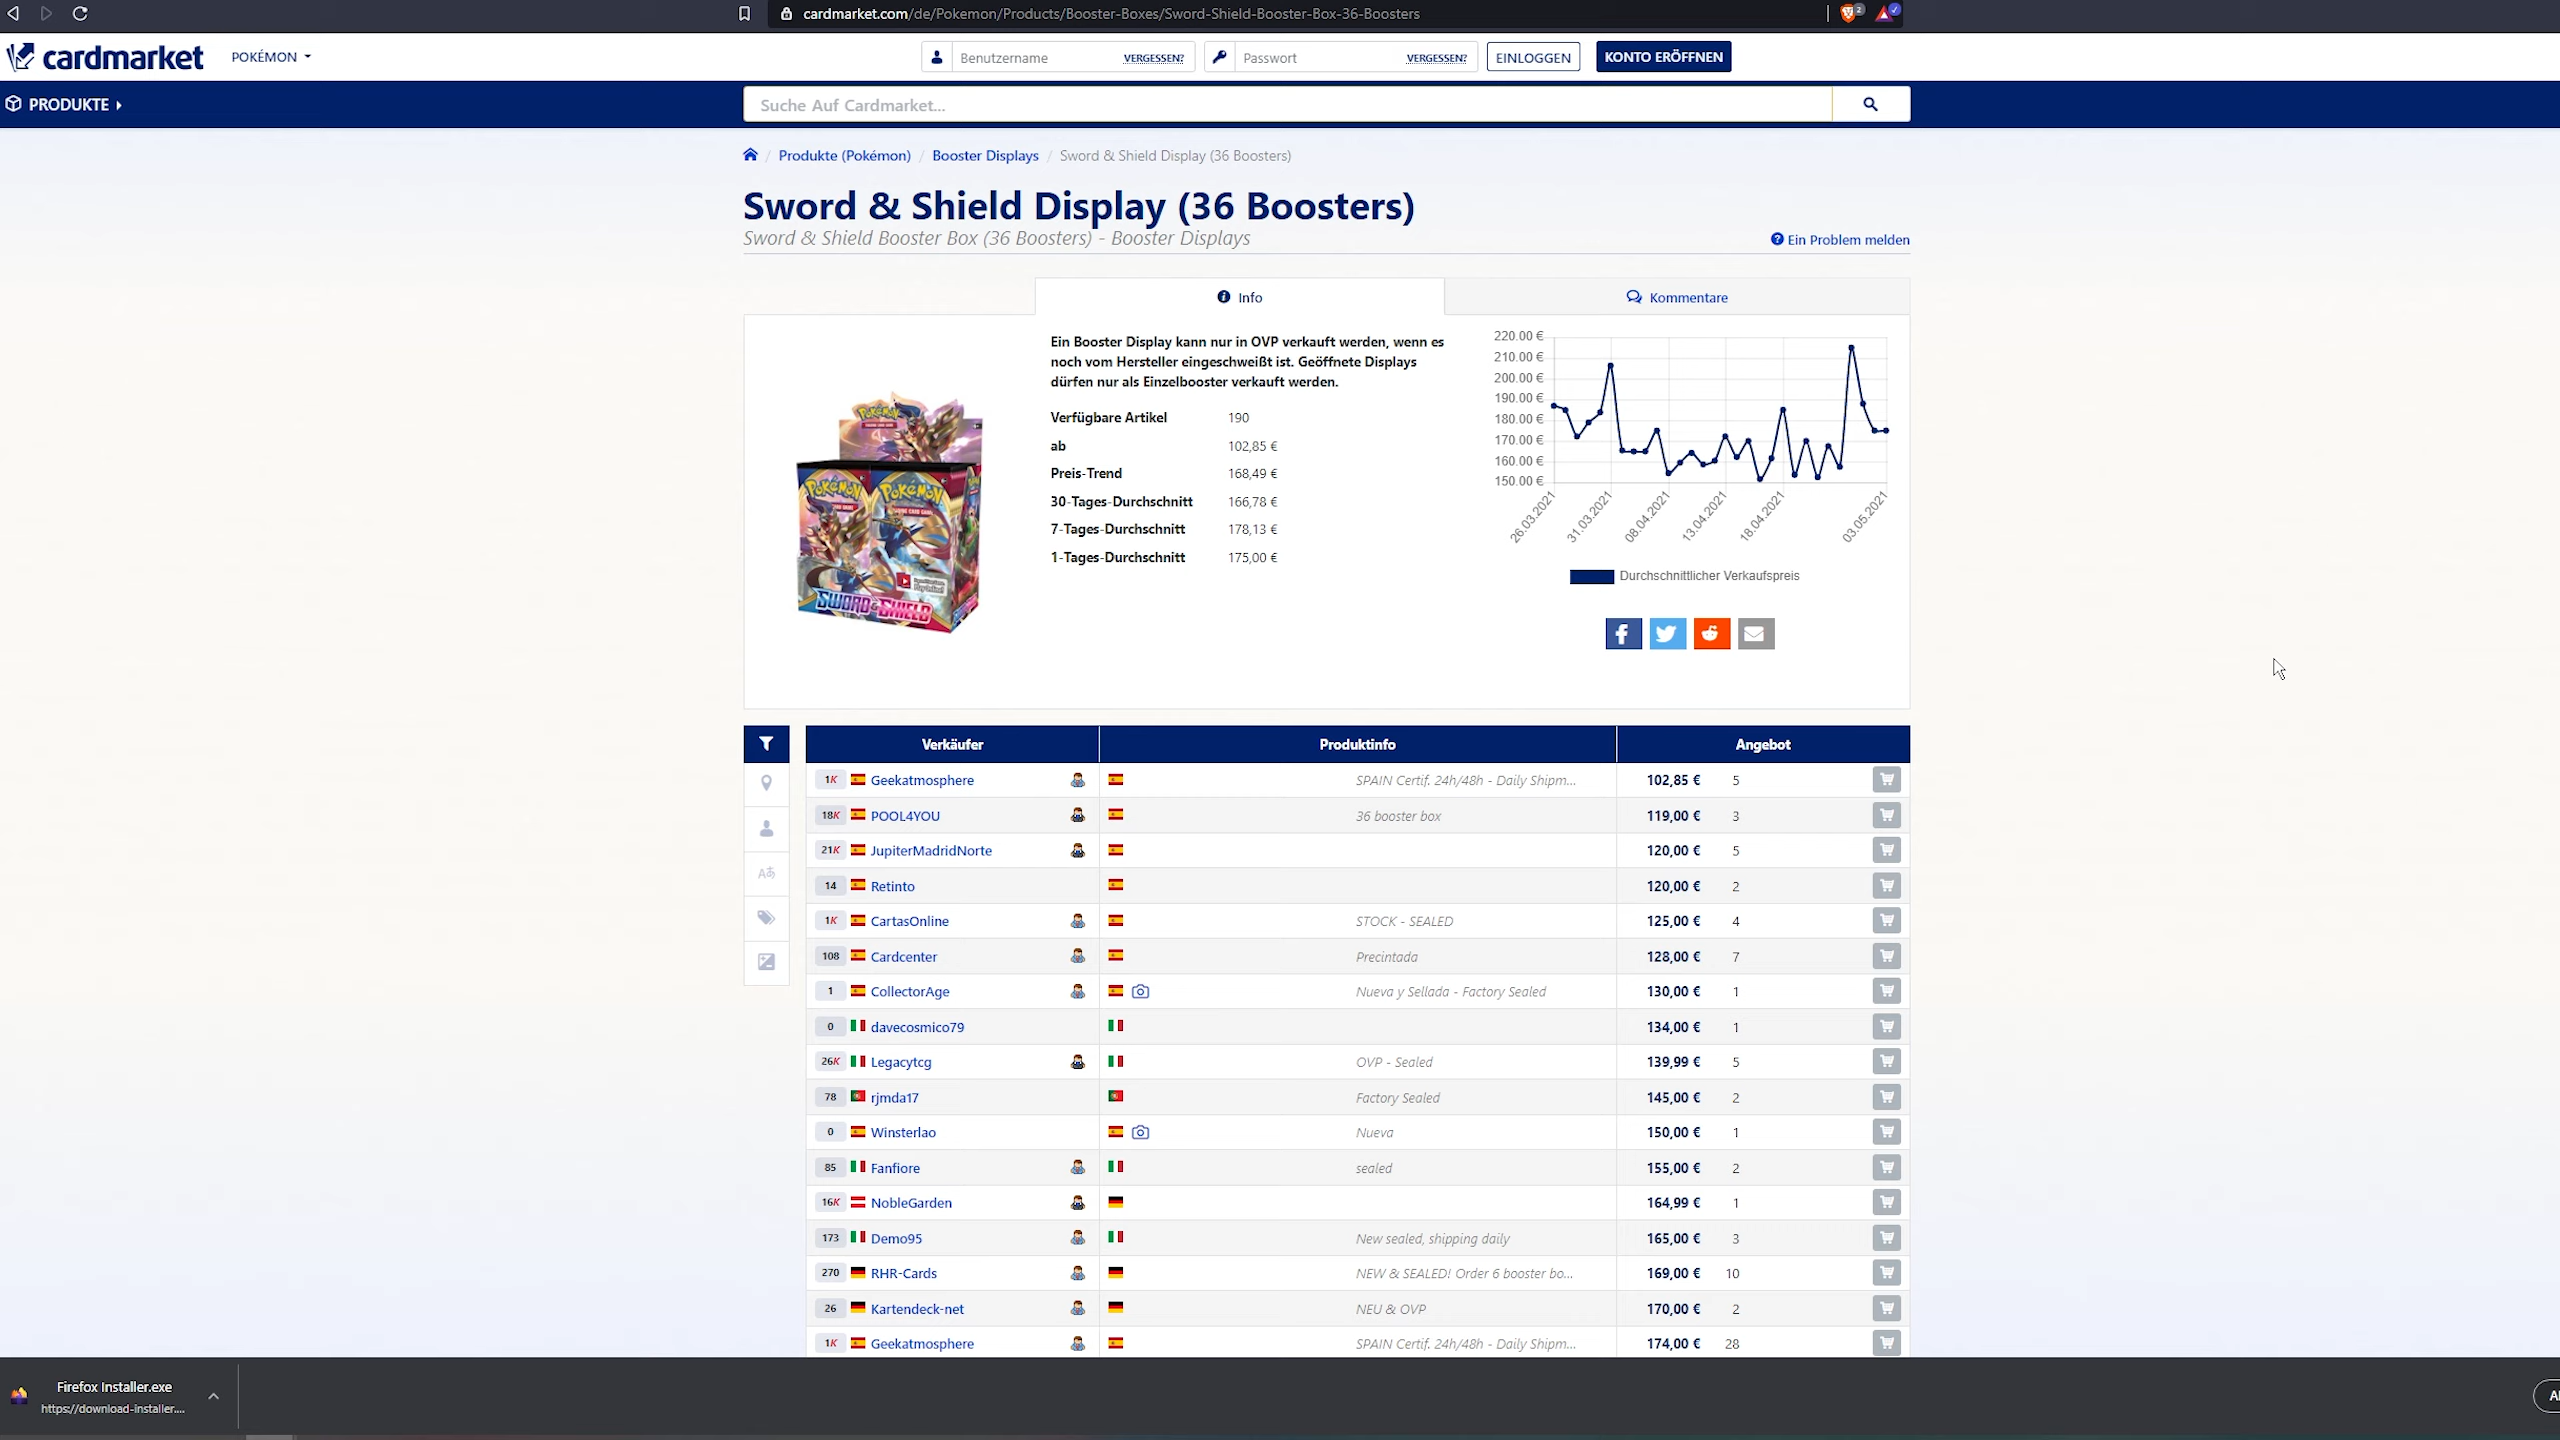 cardmarket.com/de/Pokemon/Products/Booster-Boxes/Sword-Shield-Booster-Box-36-Boosters
2
cardmarket
POKÉMON
Benutzername
VERGESSEN?
Passwort
VERGESSEN?
EINLOGGEN
KONTO ERÖFFNEN
PRODUKTE
Suche Auf Cardmarket...
/ Produkte (Pokémon) / Booster Displays / Sword & Shield Display (36 Boosters)
Sword & Shield Display (36 Boosters)
Sword & Shield Booster Box (36 Boosters) - Booster Displays
Ein Problem melden
Info
Kommentare
POKÉMON
POKÉMON
POKÉMON
SWORD & SHIELD
Ein Booster Display kann nur in OVP verkauft werden, wenn es
noch vom Hersteller eingeschweißt ist. Geöffnete Displays
dürfen nur als Einzelbooster verkauft werden.
Verfügbare Artikel 190
ab 102,85 €
Preis-Trend 168,49 €
30-Tages-Durchschnitt 166,78 €
7-Tages-Durchschnitt 178,13 €
1-Tages-Durchschnitt 175,00 €
220.00 €
210.00 €
200.00 €
190.00 €
180.00 €
170.00 €
160.00 €
150.00 €
26.03.2021
31.03.2021
08.04.2021
13.04.2021
18.04.2021
03.05.2021
Durchschnittlicher Verkaufspreis
Verkäufer Produktinfo Angebot
1K Geekatmosphere SPAIN Certif. 24h/48h - Daily Shipm... 102,85 € 5
18K POOL4YOU 36 booster box 119,00 € 3
21K JupiterMadridNorte 120,00 € 5
14 Retinto 120,00 € 2
1K CartasOnline STOCK - SEALED 125,00 € 4
108 Cardcenter Precintada 128,00 € 7
1 CollectorAge Nueva y Sellada - Factory Sealed 130,00 € 1
0 davecosmico79 134,00 € 1
26K Legacytcg OVP - Sealed 139,99 € 5
78 rjmda17 Factory Sealed 145,00 € 2
0 Winsterlao Nueva 150,00 € 1
85 Fanfiore sealed 155,00 € 2
16K NobleGarden 164,99 € 1
173 Demo95 New sealed, shipping daily 165,00 € 3
270 RHR-Cards NEW & SEALED! Order 6 booster bo... 169,00 € 10
26 Kartendeck-net NEU & OVP 170,00 € 2
1K Geekatmosphere SPAIN Certif. 24h/48h - Daily Shipm... 174,00 € 28
Firefox Installer.exe
https://download-installer....